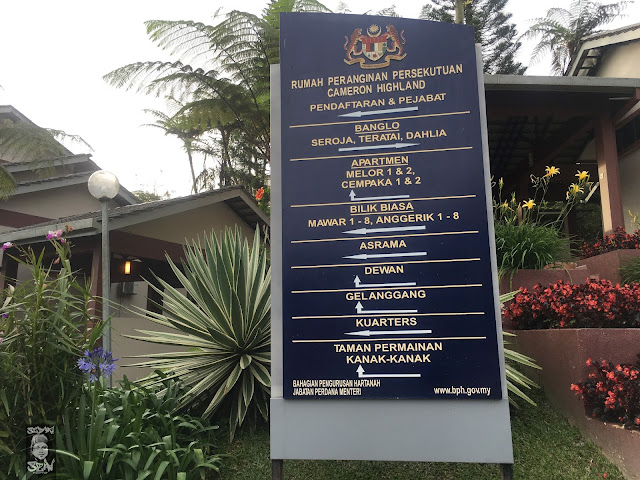 RUMAH PERANGINAN PERSEKUTUAN
CAMERON HIGHLAND
PENDAFTARAN & PEJABAT
BANGLO
SEROJA, TERATAI, DAHLIA
APARTMEN
MELOR 1 & 2,
CEMPAKA 1 & 2
BILIK BIASA
MAWAR 1 - 8, ANGGERIK 1 - 8
ASRAMA
DEWAN
GELANGGANG
KUARTERS
TAMAN PERMAINAN
KANAK-KANAK
BAHAGIAN PENGURUSAN HARTANAH
JABATAN PERDANA MENTERI
www.bph.gov.my